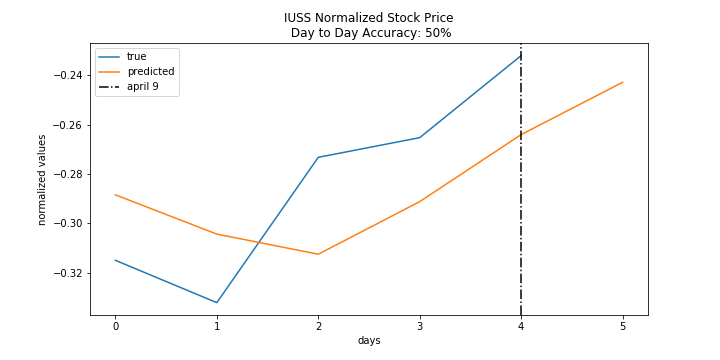 IUSS Normalized Stock Price
Day to Day Accuracy: 50%
true
predicted
april 9
normalized values
−0.24
−0.26
−0.28
−0.30
−0.32
0 1 2 3 4 5
days